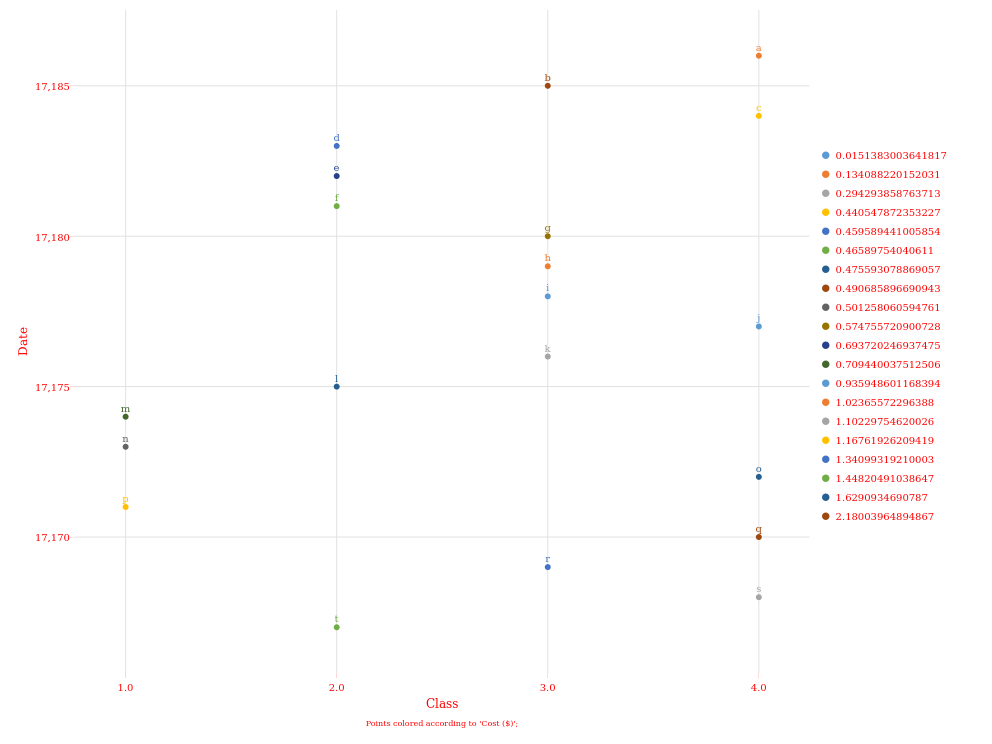 a
b
17,185
c
d
e
f
g
17,180
h
i
j
k
l
17,175
m
n
o
p
q
17,170
r
s
t
Date
1.0 2.0 3.0 4.0
Class
Points colored according to 'Cost ($)';
0.0151383003641817
0.134088220152031
0.294293858763713
0.440547872353227
0.459589441005854
0.46589754040611
0.475593078869057
0.490685896690943
0.501258060594761
0.574755720900728
0.693720246937475
0.709440037512506
0.935948601168394
1.02365572296388
1.10229754620026
1.16761926209419
1.34099319210003
1.44820491038647
1.6290934690787
2.18003964894867